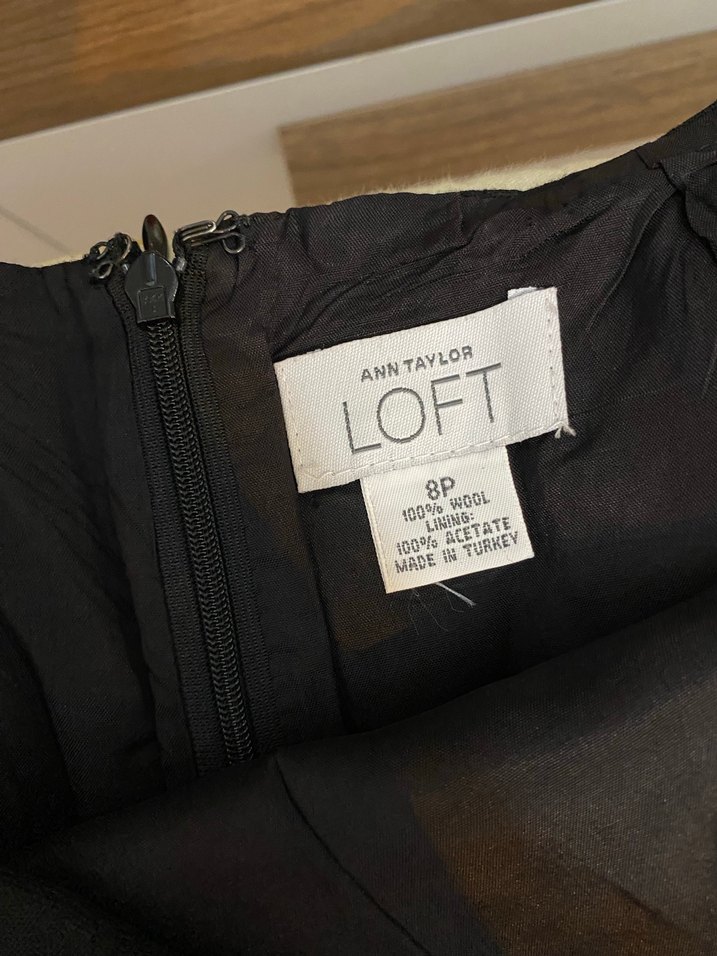 ANN TAYLOR
LOFT
8P
100% WOOL
LINING:
100% ACETATE
MADE IN TURKEY